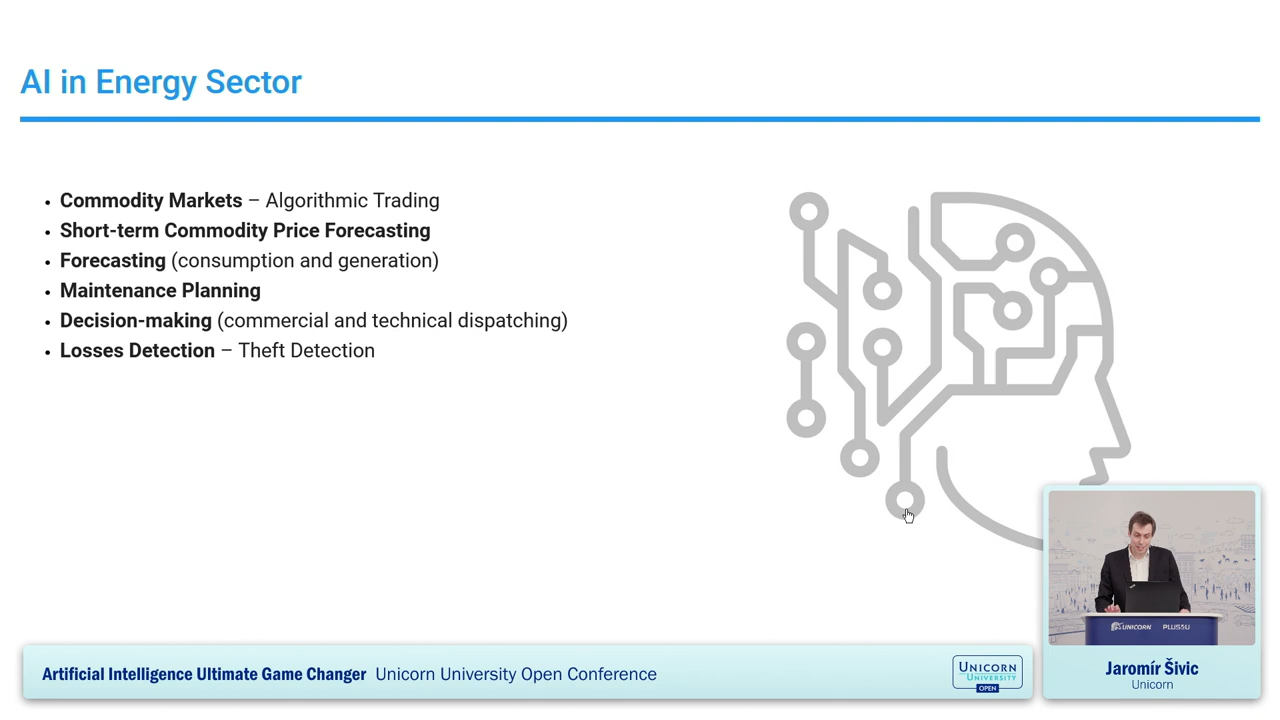 AI in Energy Sector
• Commodity Markets – Algorithmic Trading
• Short-term Commodity Price Forecasting
• Forecasting (consumption and generation)
• Maintenance Planning
• Decision-making (commercial and technical dispatching)
• Losses Detection – Theft Detection
UNICORN PLUS5U
Artificial Intelligence Ultimate Game Changer Unicorn University Open Conference
UNICORN
UNIVERSITY
OPEN
Jaromír Šivic
Unicorn